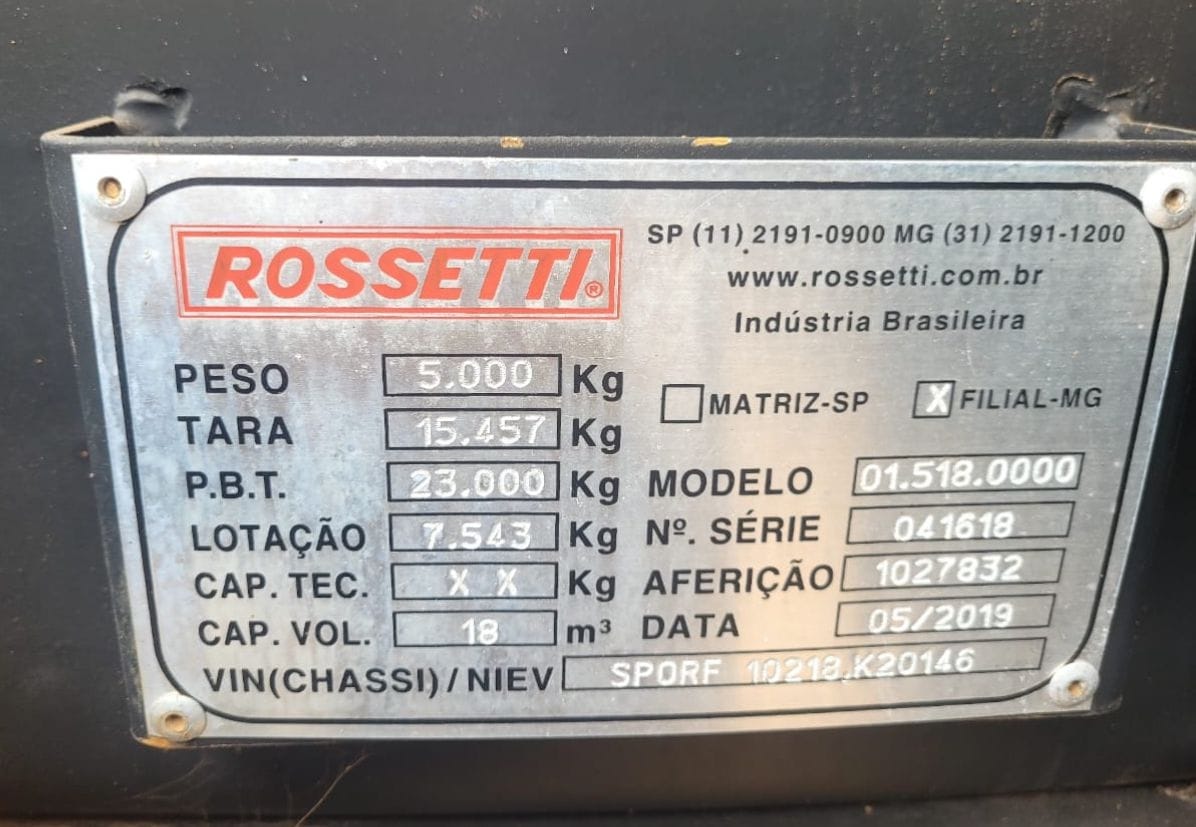 ROSSETTI®
SP (11) 2191-0900 MG (31) 2191-1200
www.rossetti.com.br
Indústria Brasileira
PESO 5.000 Kg
TARA 15.457 Kg
P.B.T. 23.000 Kg
LOTAÇÃO 7.543 Kg
CAP. TEC. X X Kg
CAP. VOL. 18 m³
MATRIZ-SP X FILIAL-MG
MODELO 01.518.0000
Nº. SÉRIE 041618
AFERIÇÃO 1027832
DATA 05/2019
VIN(CHASSI)/NIEV SPORF 10218.K20146